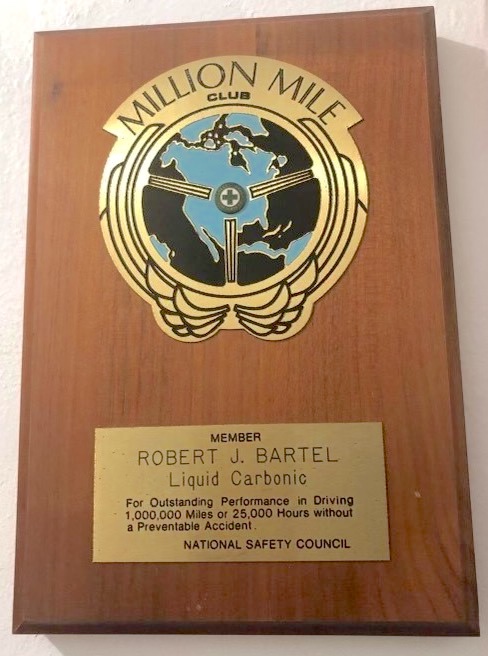 MILLION MILE
CLUB
MEMBER
ROBERT J. BARTEL
Liquid Carbonic
For Outstanding Performance in Driving
1,000,000 Miles or 25,000 Hours without
a Preventable Accident.
NATIONAL SAFETY COUNCIL